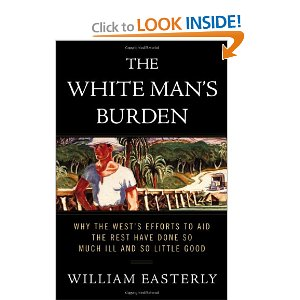 Click to LOOK INSIDE!
THE
WHITE MAN'S
BURDEN
WHY THE WEST'S EFFORTS TO AID
THE REST HAVE DONE SO
MUCH ILL AND SO LITTLE GOOD
WILLIAM EASTERLY